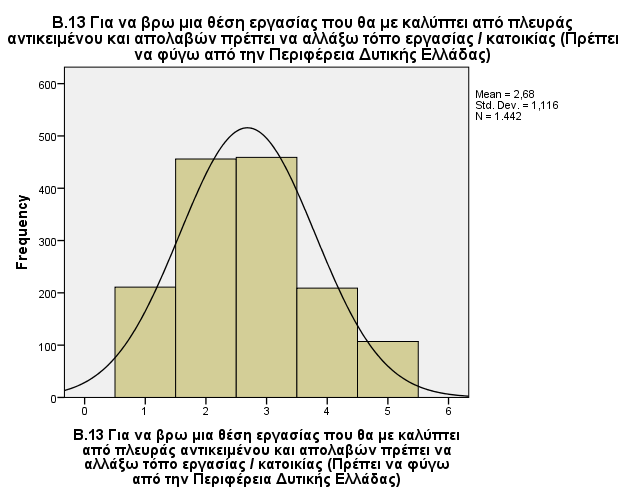 Β.13 Για να βρω μια θέση εργασίας που θα με καλύπτει από πλευράς
αντικειμένου και απολαβών πρέπει να αλλάξω τόπο εργασίας / κατοικίας (Πρέπει
να φύγω από την Περιφέρεια Δυτικής Ελλάδας)
Mean = 2,68
Std. Dev. = 1,116
N = 1.442
600
500
400
300
200
100
0
Frequency
0 1 2 3 4 5 6
Β.13 Για να βρω μια θέση εργασίας που θα με καλύπτει
από πλευράς αντικειμένου και απολαβών πρέπει να
αλλάξω τόπο εργασίας / κατοικίας (Πρέπει να φύγω
από την Περιφέρεια Δυτικής Ελλάδας)